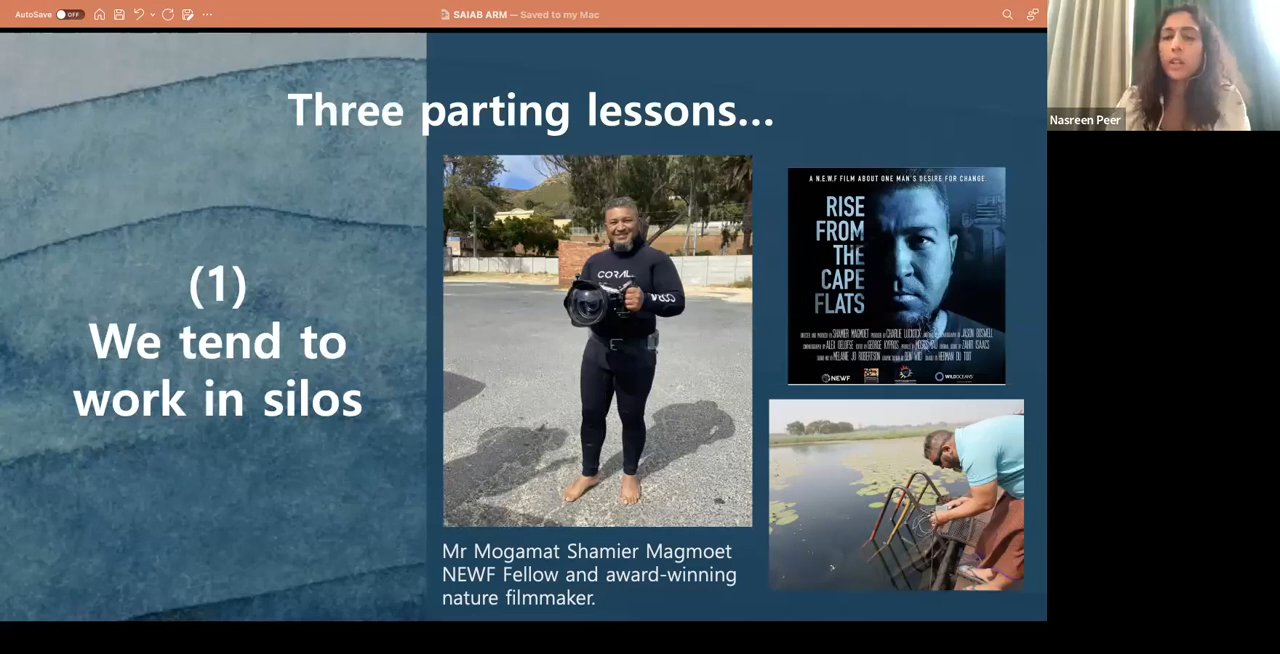 AutoSave
OFF
SAIAB ARM — Saved to my Mac
Nasreen Peer
Three parting lessons...
(1)
We tend to
work in silos
CORAL
A N.E.W.F FILM ABOUT ONE MAN'S DESIRE FOR CHANGE
RISE
FROM
THE
CAPE
FLATS
NEWF
WILDOCEANS
Mr Mogamat Shamier Magmoet
NEWF Fellow and award-winning
nature filmmaker.